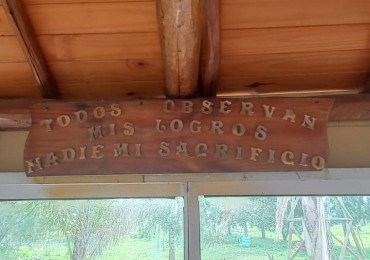 TODOS OBSERVAN
MIS LOGROS
NADIE MI SACRIFICIO